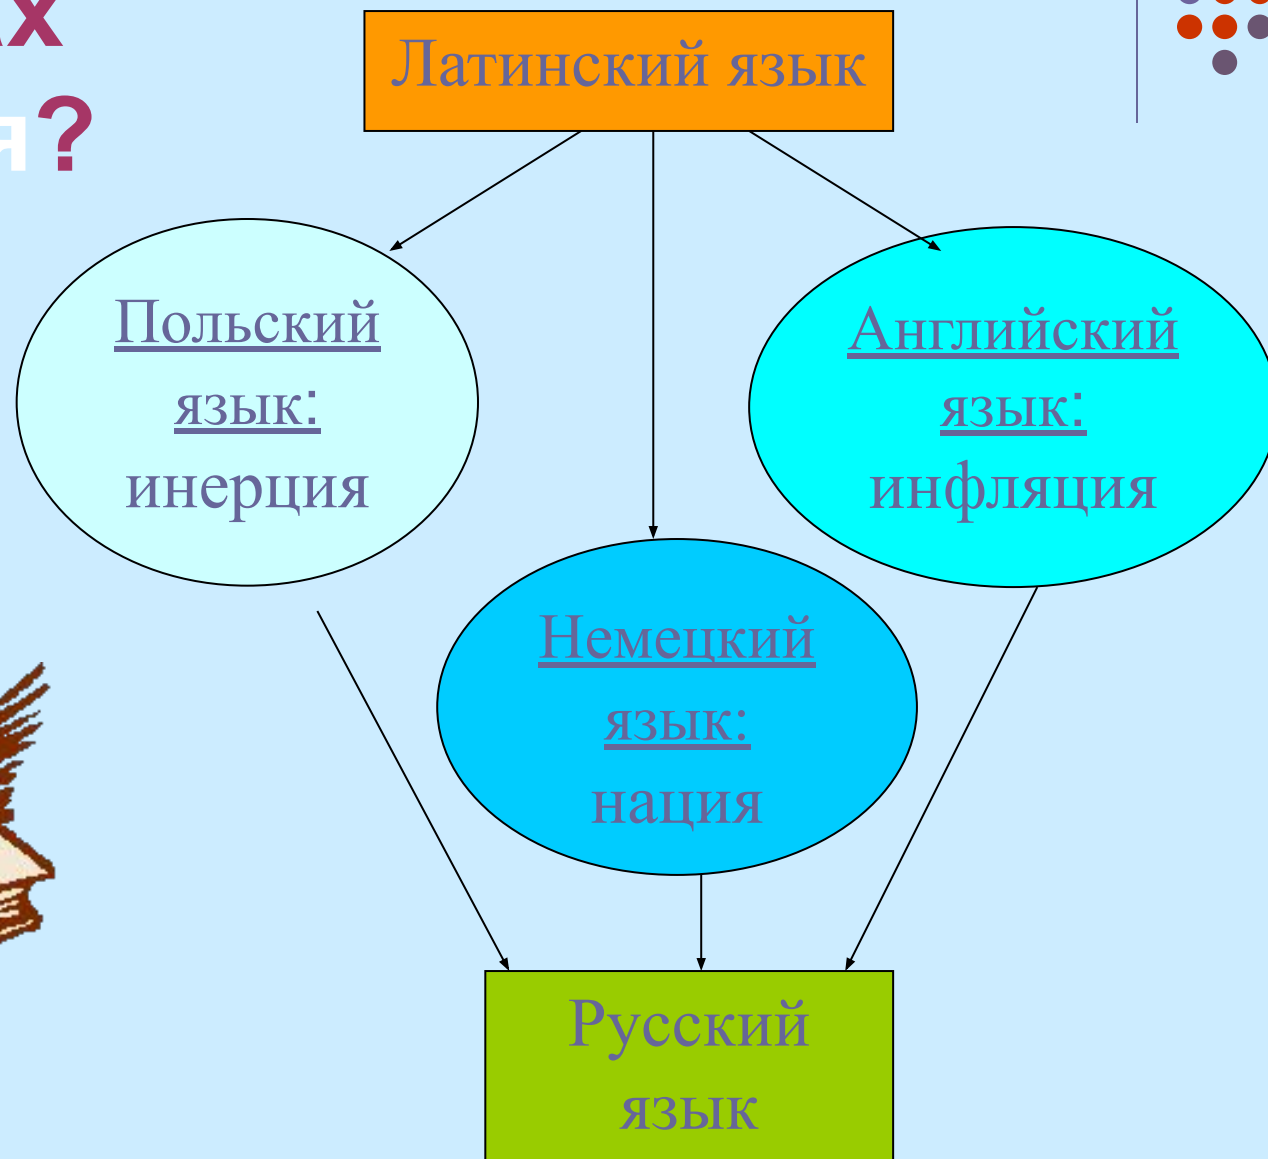 ?
Латинский язык
Польский
язык:
инерция
Английский
язык:
инфляция
Немецкий
язык:
нация
Русский
язык